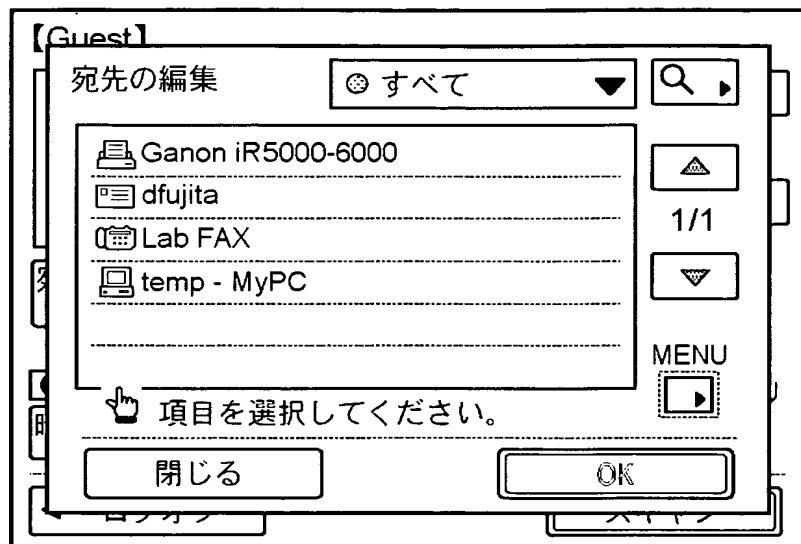 【Guest】
宛先の編集
すべて
Ganon iR5000-6000
dfujita
Lab FAX
temp - MyPC
1/1
MENU
項目を選択してください。
閉じる
OK